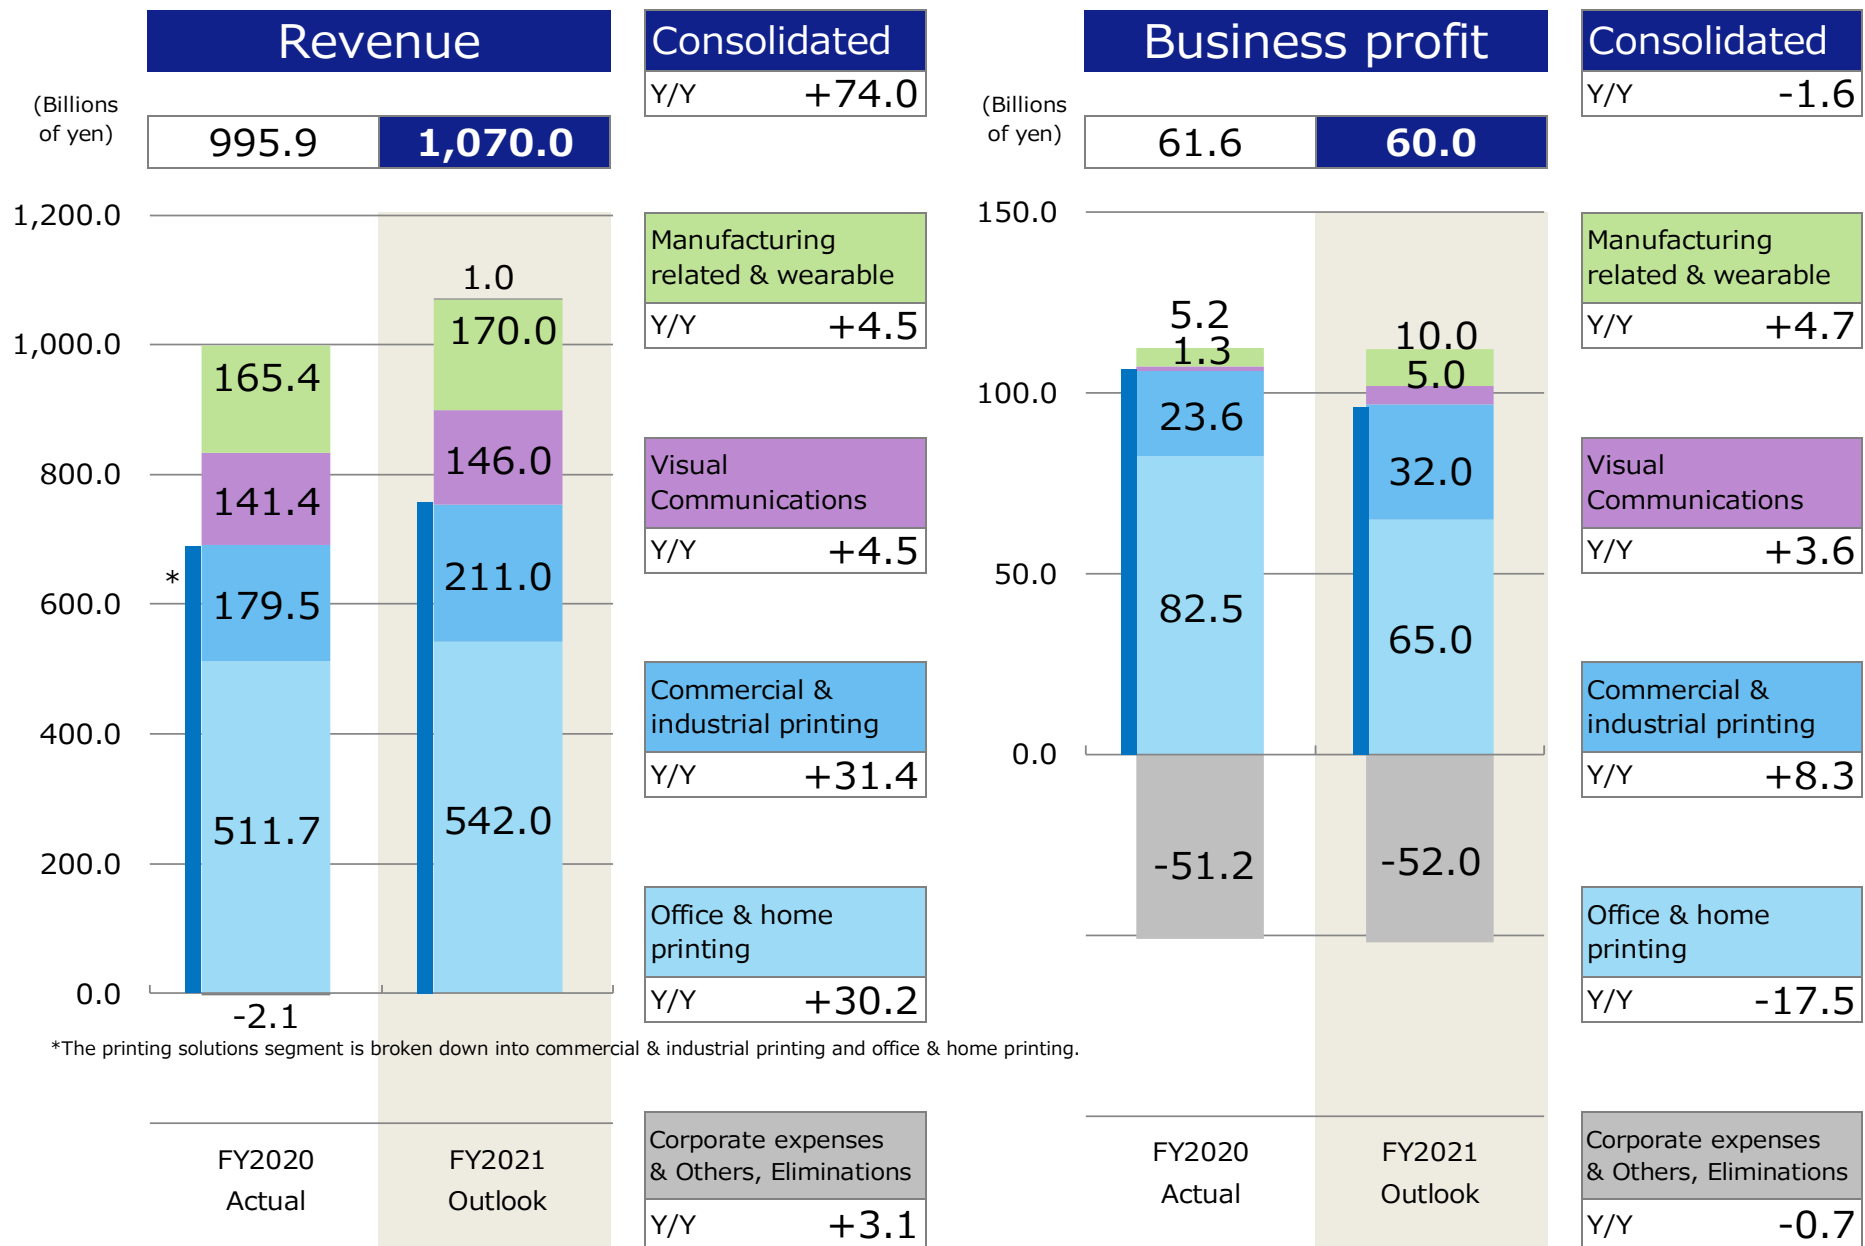 Revenue
Consolidated
Y/Y +74.0
(Billions
of yen)
995.9 1,070.0
1,200.0
1,000.0
800.0
600.0
400.0
200.0
0.0
165.4
141.4
*
179.5
511.7
-2.1
1.0
170.0
146.0
211.0
542.0
Manufacturing
related & wearable
Y/Y +4.5
Visual
Communications
Y/Y +4.5
Commercial &
industrial printing
Y/Y +31.4
Office & home
printing
Y/Y +30.2
*The printing solutions segment is broken down into commercial & industrial printing and office & home printing.
FY2020
Actual
FY2021
Outlook
Corporate expenses
& Others, Eliminations
Y/Y +3.1
Business profit
Consolidated
Y/Y -1.6
(Billions
of yen)
61.6 60.0
150.0
100.0
50.0
0.0
5.2
1.3
23.6
82.5
-51.2
10.0
5.0
32.0
65.0
-52.0
Manufacturing
related & wearable
Y/Y +4.7
Visual
Communications
Y/Y +3.6
Commercial &
industrial printing
Y/Y +8.3
Office & home
printing
Y/Y -17.5
FY2020
Actual
FY2021
Outlook
Corporate expenses
& Others, Eliminations
Y/Y -0.7